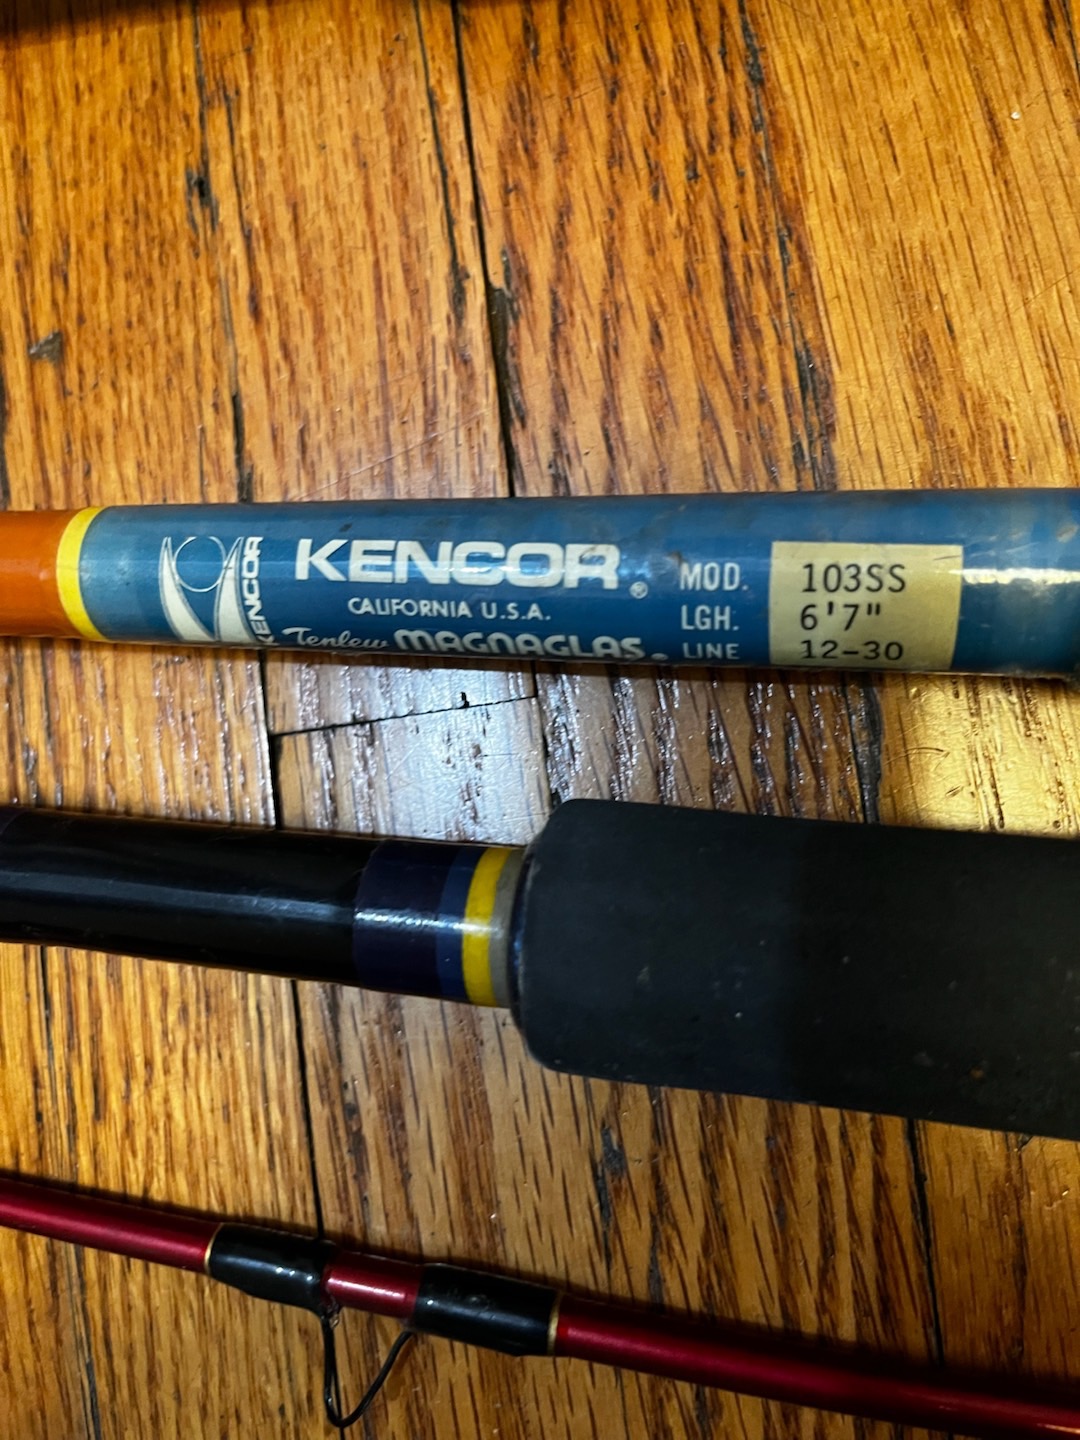 KENCOR
KENCOR®
CALIFORNIA U.S.A.
Tenlew MAGNAGLAS®
MOD. 103SS
LGH. 6'7"
LINE 12-30